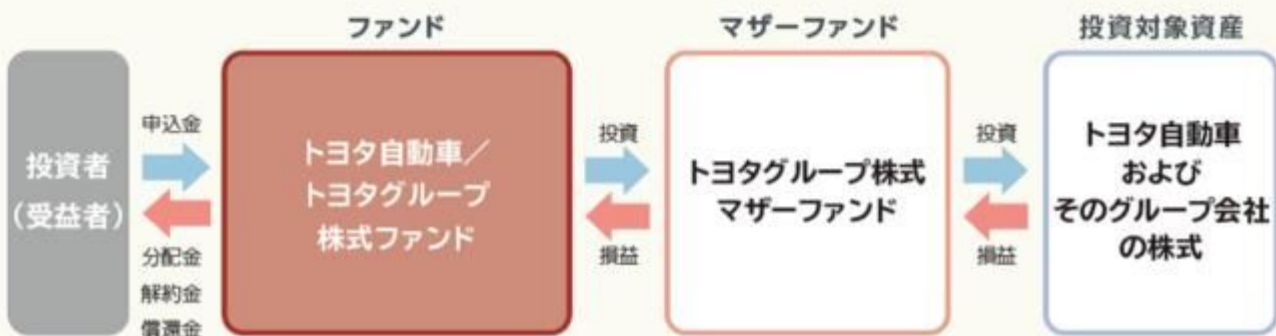 ファンド
マザーファンド
投資対象資産
投資者
(受益者)
申込金
分配金
解約金
償還金
トヨタ自動車／
トヨタグループ
株式ファンド
投資
損益
トヨタグループ株式
マザーファンド
投資
損益
トヨタ自動車
および
そのグループ会社
の株式